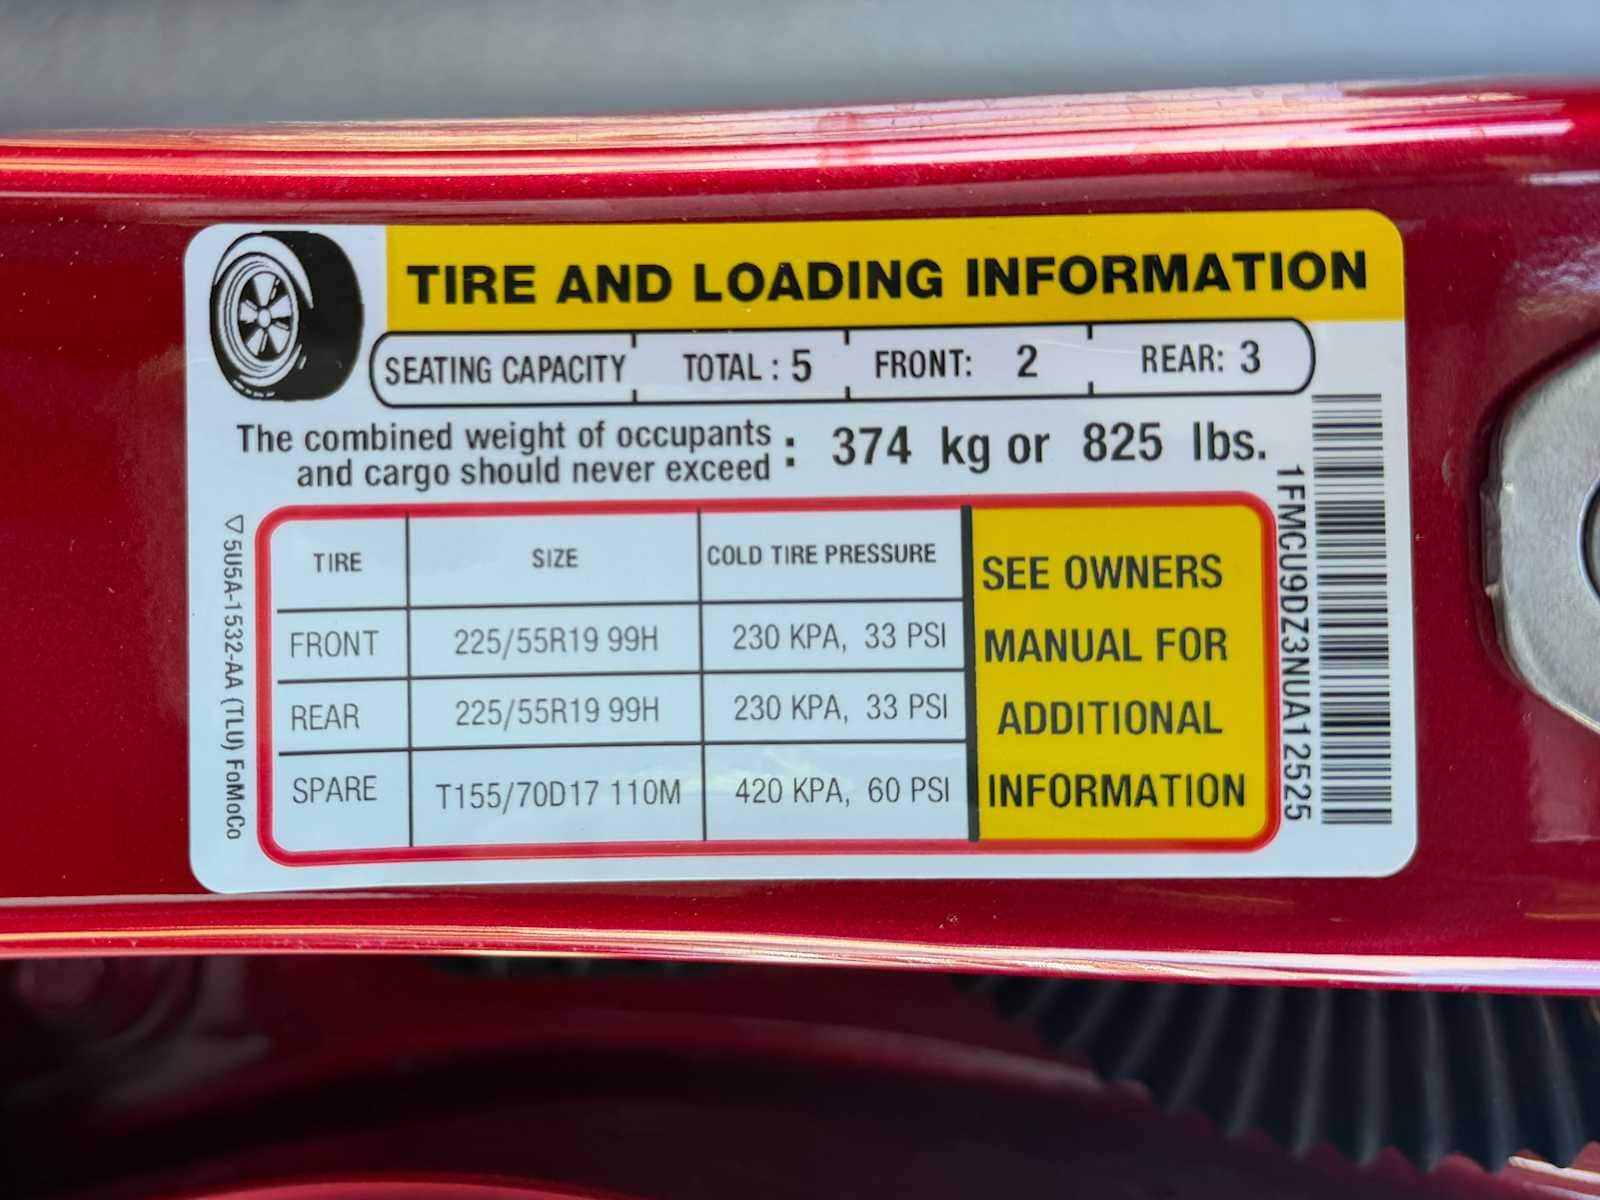 TIRE AND LOADING INFORMATION
SEATING CAPACITY TOTAL : 5 FRONT: 2 REAR: 3
The combined weight of occupants
and cargo should never exceed : 374 kg or 825 lbs.
TIRE SIZE COLD TIRE PRESSURE
FRONT 225/55R19 99H 230 KPA, 33 PSI
REAR 225/55R19 99H 230 KPA, 33 PSI
SPARE T155/70D17 110M 420 KPA, 60 PSI
SEE OWNERS
MANUAL FOR
ADDITIONAL
INFORMATION
1FMCU9DZ3NUA12525
5U5A-1532-AA (TLU) FoMoCo